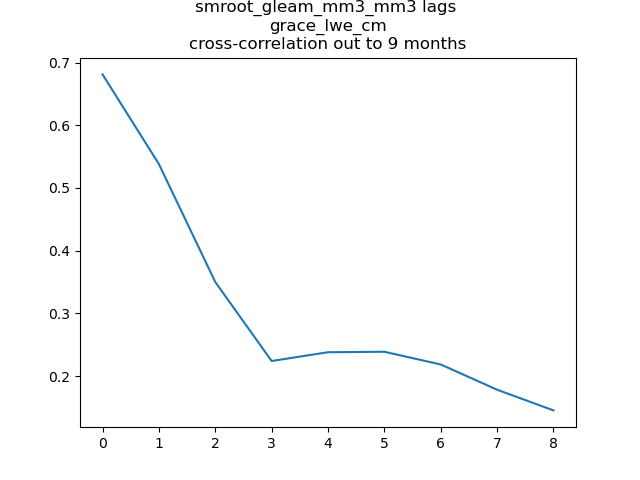 smroot_gleam_mm3_mm3 lags
grace_lwe_cm
cross-correlation out to 9 months
0.7
0.6
0.5
0.4
0.3
0.2
0 1 2 3 4 5 6 7 8